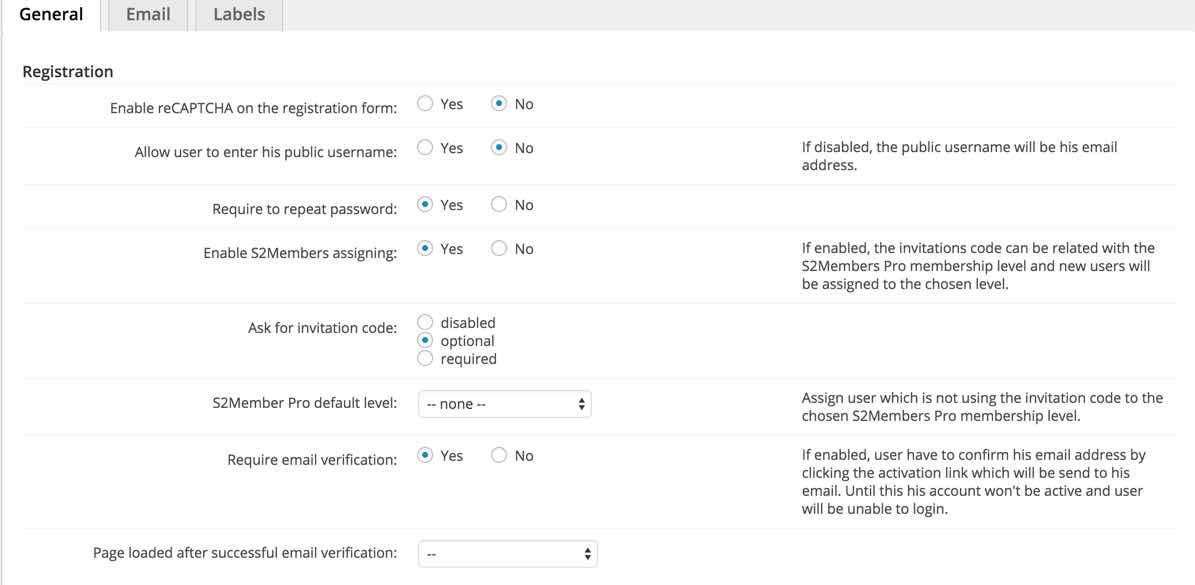 General Email Labels
Registration
Enable reCAPTCHA on the registration form: Yes No
Allow user to enter his public username: Yes No If disabled, the public username will be his email
address.
Require to repeat password: Yes No
Enable S2Members assigning: Yes No If enabled, the invitations code can be related with the
S2Members Pro membership level and new users will
be assigned to the chosen level.
Ask for invitation code: disabled
optional
required
S2Member Pro default level: -- none -- Assign user which is not using the invitation code to the
chosen S2Members Pro membership level.
Require email verification: Yes No If enabled, user have to confirm his email address by
clicking the activation link which will be send to his
email. Until this his account won't be active and user
will be unable to login.
Page loaded after successful email verification: --